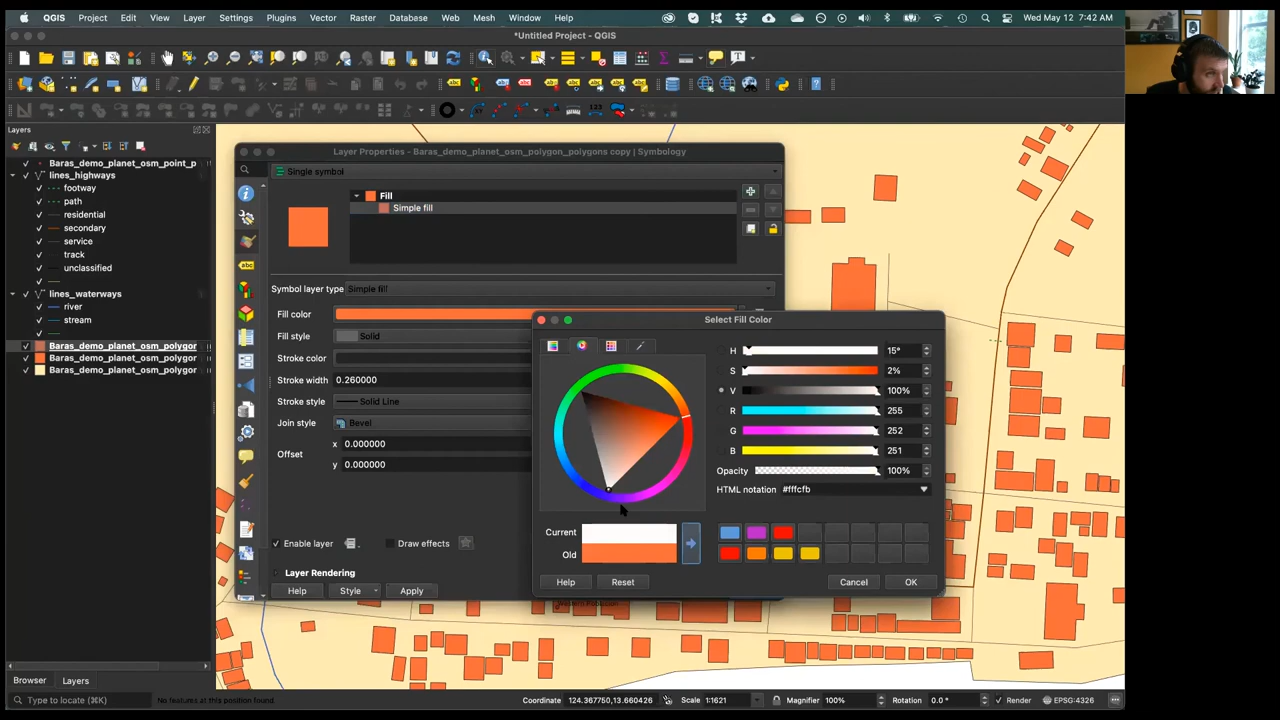 QGIS Project Edit View Layer Settings Plugins Vector Raster Database Web Mesh Window Help Wed May 12 7:42 AM
*Untitled Project - QGIS
Layers
Baras_demo_planet_osm_point_p
lines_highways
footway
path
residential
secondary
service
track
unclassified
lines_waterways
river
stream
Baras_demo_planet_osm_polygor
Baras_demo_planet_osm_polygor
Baras_demo_planet_osm_polygor
Layer Properties - Baras_demo_planet_osm_polygon_polygons copy | Symbology
Single symbol
Fill
Simple fill
Symbol layer type Simple fill
Fill color
Fill style Solid
Stroke color
Stroke width 0.260000
Stroke style Solid Line
Join style Bevel
Offset
x 0.000000
y 0.000000
Enable layer
Draw effects
Layer Rendering
Help Style Apply
Select Fill Color
H 15°
S 2%
V 100%
R 255
G 252
B 251
Opacity 100%
HTML notation #fffcfb
Current
Old
Help Reset Cancel OK
Browser Layers
Type to locate (⌘K) No features at this position found. Coordinate 124.367750,13.660426 Scale 1:1621 Magnifier 100% Rotation 0.0 ° Render EPSG:4326